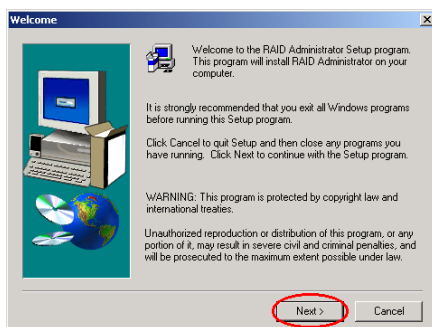 Welcome
Welcome to the RAID Administrator Setup program.
This program will install RAID Administrator on your
computer.
It is strongly recommended that you exit all Windows programs
before running this Setup program.
Click Cancel to quit Setup and then close any programs you
have running. Click Next to continue with the Setup program.
WARNING: This program is protected by copyright law and
international treaties.
Unauthorized reproduction or distribution of this program, or any
portion of it, may result in severe civil and criminal penalties, and
will be prosecuted to the maximum extent possible under law.
Next >
Cancel